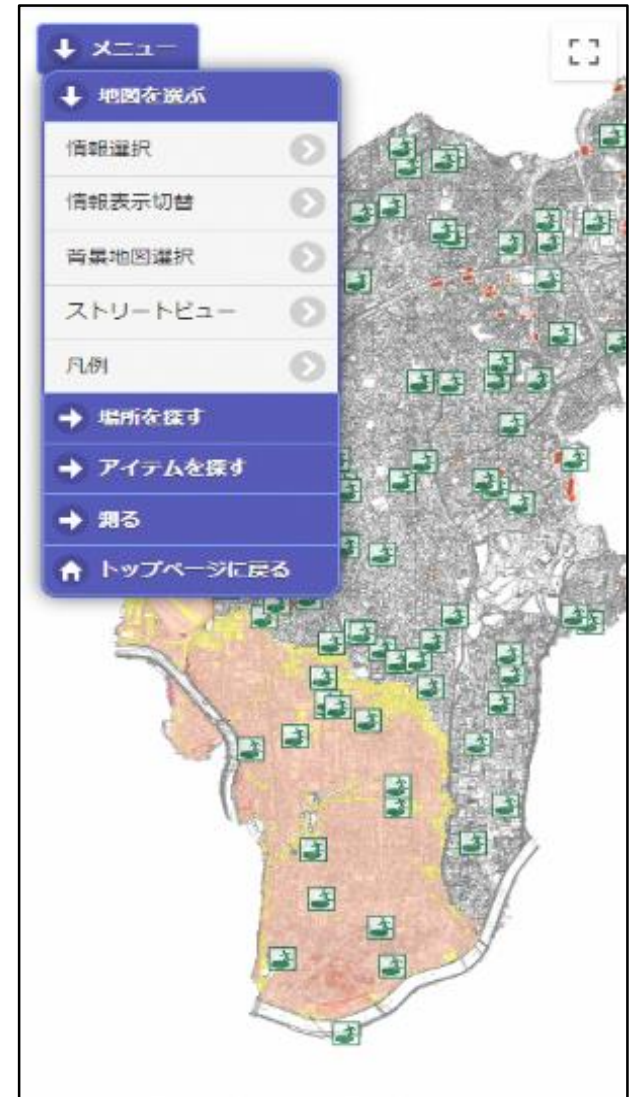 メニュー
地図を選ぶ
情報選択
情報表示切替
背景地図選択
ストリートビュー
凡例
場所を探す
アイテムを探す
測る
トップページに戻る